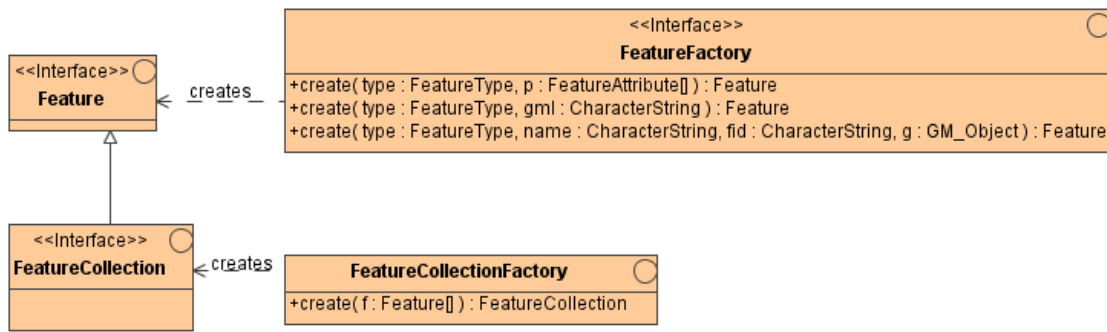 <<Interface>>
Feature
creates
<<Interface>>
FeatureFactory
+create( type : FeatureType, p : FeatureAttribute[] ) : Feature
+create( type : FeatureType, gml : CharacterString ) : Feature
+create( type : FeatureType, name : CharacterString, fid : CharacterString, g : GM_Object ) : Feature
<<Interface>>
FeatureCollection
creates
FeatureCollectionFactory
+create( f : Feature[] ) : FeatureCollection